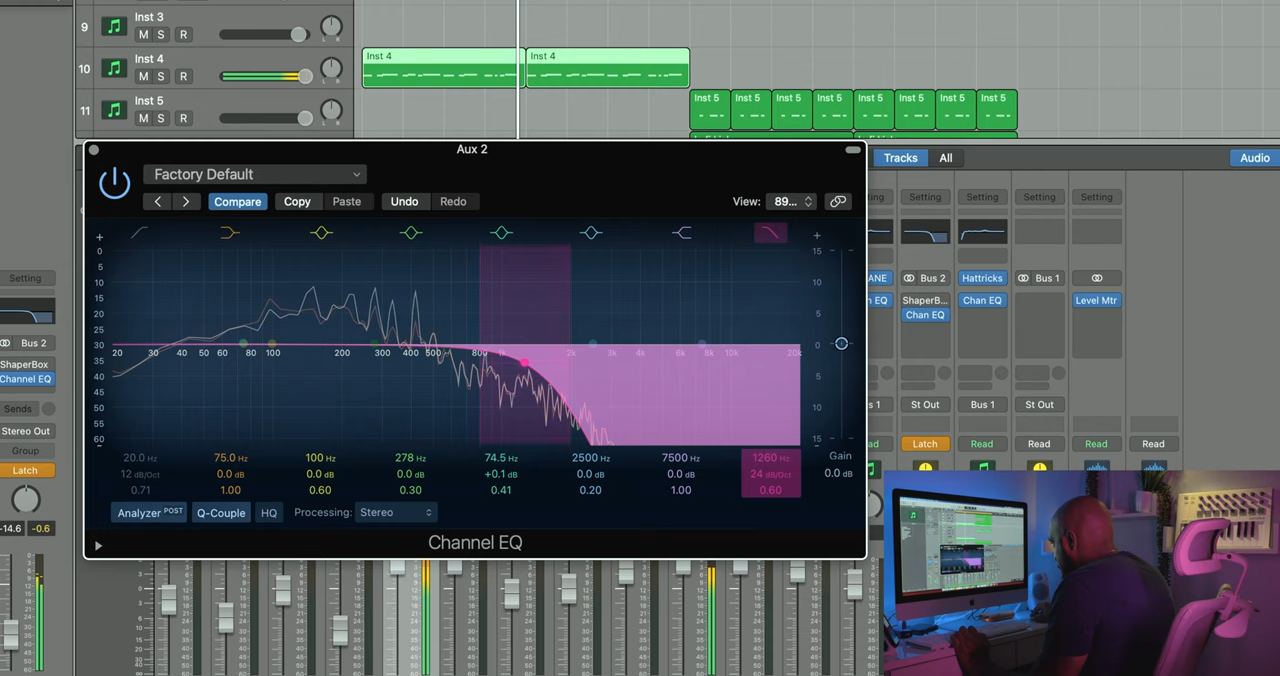 9 Inst 3
M S R
L R
10 Inst 4
M S R
L R
11 Inst 5
M S R
L R
Inst 4 Inst 4
Inst 5 Inst 5 Inst 5 Inst 5 Inst 5 Inst 5 Inst 5 Inst 5
Aux 2
Factory Default
Compare Copy Paste Undo Redo View: 89...
+ +
0 5 10 15 20 25 30 35 40 45 50 55 60 -
15 10 5 0 5 10 15 -
20 30 40 50 60 80 100 200 300 400 500 800 1k 2k 3k 4k 6k 8k 10k 20k
20.0 Hz 75.0 Hz 100 Hz 278 Hz 74.5 Hz 2500 Hz 7500 Hz 1260 Hz Gain
12 dB/Oct 0.0 dB 0.0 dB 0.0 dB +0.1 dB 0.0 dB 0.0 dB 24 dB/Oct 0.0 dB
0.71 1.00 0.60 0.30 0.41 0.20 1.00 0.60
Analyzer POST Q-Couple HQ Processing: Stereo
Channel EQ
Tracks All Audio
Setting Setting Setting Setting
Bus 2 Hattricks Bus 1
ShaperB... Chan EQ Level Mtr
Chan EQ
St Out Bus 1 St Out
Latch Read Read Read Read
Setting
Bus 2
ShaperBox
Channel EQ
Sends
Stereo Out
Group
Latch
-14.6 -0.6